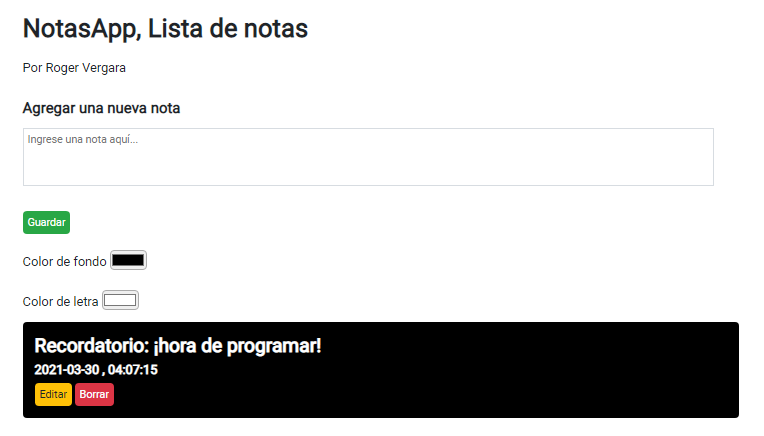 NotasApp, Lista de notas
Por Roger Vergara
Agregar una nueva nota
Ingrese una nota aquí...
Guardar
Color de fondo
Color de letra
Recordatorio: ¡hora de programar!
2021-03-30 , 04:07:15
Editar Borrar